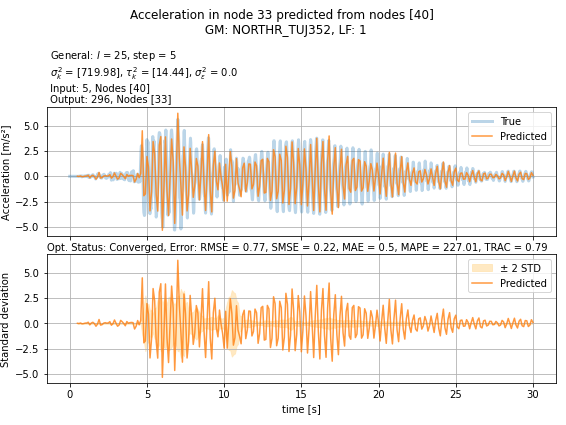 Acceleration in node 33 predicted from nodes [40]
GM: NORTHR_TUJ352, LF: 1
General: l = 25, step = 5
σ²ₖ = [719.98], τ²ₖ = [14.44], σ²ε = 0.0
Input: 5, Nodes [40]
Output: 296, Nodes [33]
Acceleration [m/s²]
5.0
2.5
0.0
−2.5
−5.0
True
Predicted
Opt. Status: Converged, Error: RMSE = 0.77, SMSE = 0.22, MAE = 0.5, MAPE = 227.01, TRAC = 0.79
Standard deviation
5.0
2.5
0.0
−2.5
−5.0
± 2 STD
Predicted
0 5 10 15 20 25 30
time [s]